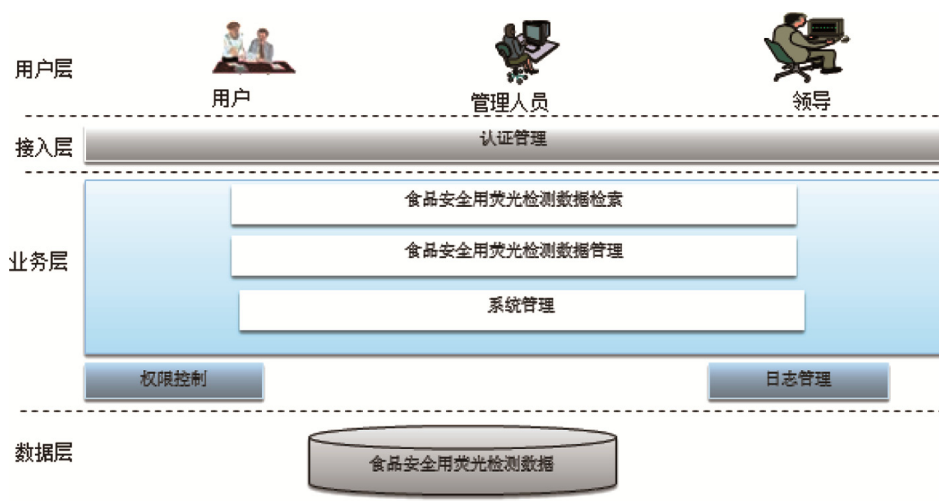 用户层
用户
管理人员
领导
接入层
认证管理
业务层
食品安全用荧光检测数据检素
食品安全用荧光检测数据管理
系统管理
权限控制
日志管理
数据层
食品安全用荧光检测数据